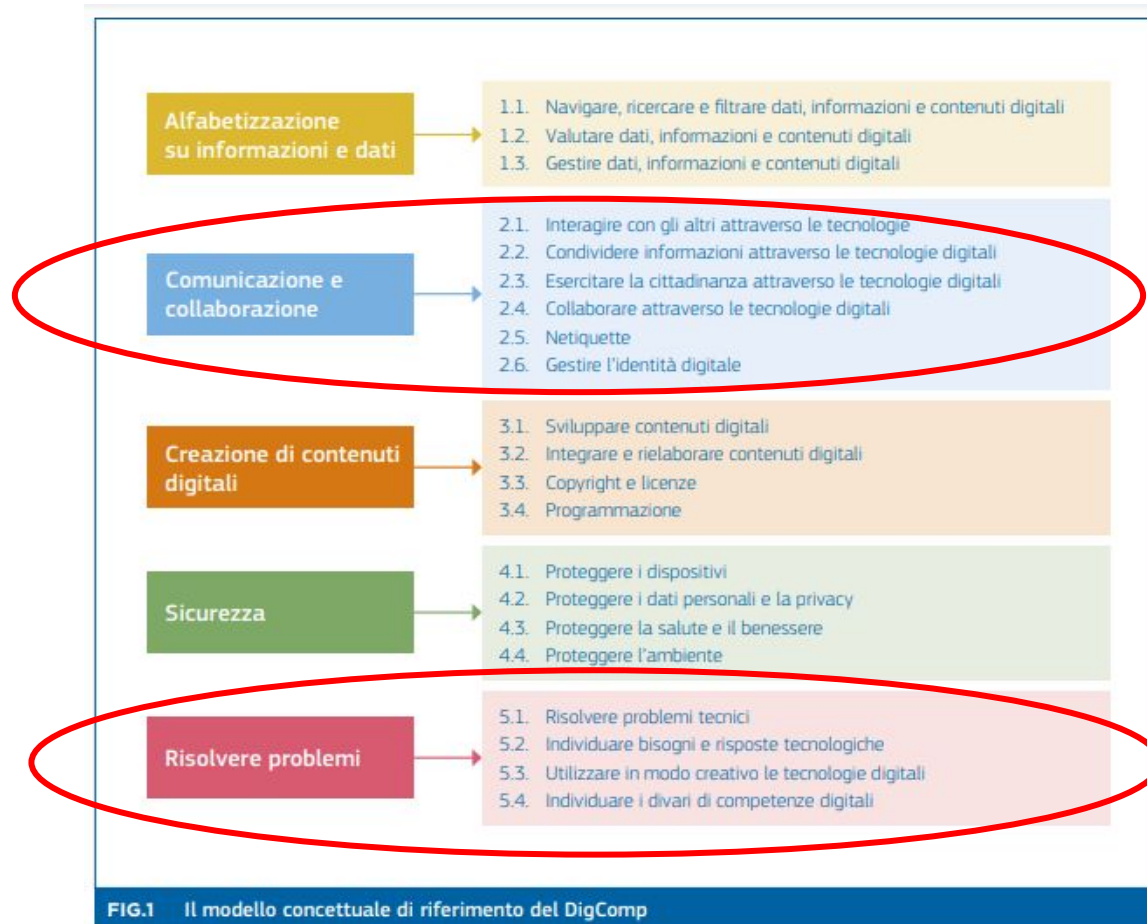 Alfabetizzazione
su informazioni e dati
1.1. Navigare, ricercare e filtrare dati, informazioni e contenuti digitali
1.2. Valutare dati, informazioni e contenuti digitali
1.3. Gestire dati, informazioni e contenuti digitali
Comunicazione e
collaborazione
2.1. Interagire con gli altri attraverso le tecnologie
2.2. Condividere informazioni attraverso le tecnologie digitali
2.3. Esercitare la cittadinanza attraverso le tecnologie digitali
2.4. Collaborare attraverso le tecnologie digitali
2.5. Netiquette
2.6. Gestire l'identità digitale
Creazione di contenuti
digitali
3.1. Sviluppare contenuti digitali
3.2. Integrare e rielaborare contenuti digitali
3.3. Copyright e licenze
3.4. Programmazione
Sicurezza
4.1. Proteggere i dispositivi
4.2. Proteggere i dati personali e la privacy
4.3. Proteggere la salute e il benessere
4.4. Proteggere l'ambiente
Risolvere problemi
5.1. Risolvere problemi tecnici
5.2. Individuare bisogni e risposte tecnologiche
5.3. Utilizzare in modo creativo le tecnologie digitali
5.4. Individuare i divari di competenze digitali
FIG.1 Il modello concettuale di riferimento del DigComp